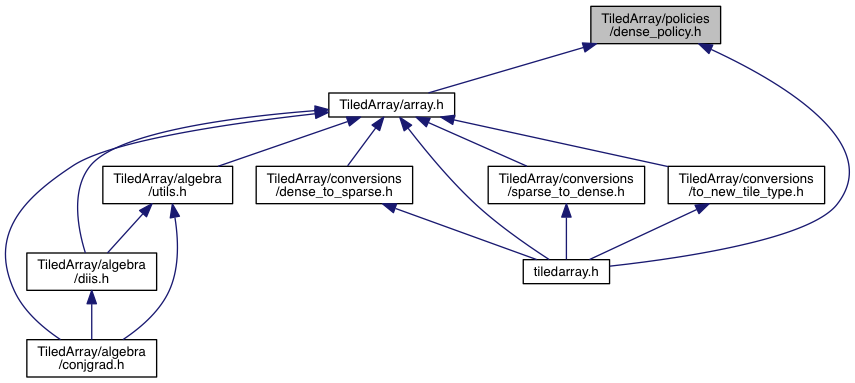 TiledArray/policies
/dense_policy.h
TiledArray/array.h
TiledArray/algebra
/utils.h
TiledArray/conversions
/dense_to_sparse.h
TiledArray/conversions
/sparse_to_dense.h
TiledArray/conversions
/to_new_tile_type.h
TiledArray/algebra
/diis.h
tiledarray.h
TiledArray/algebra
/conjgrad.h